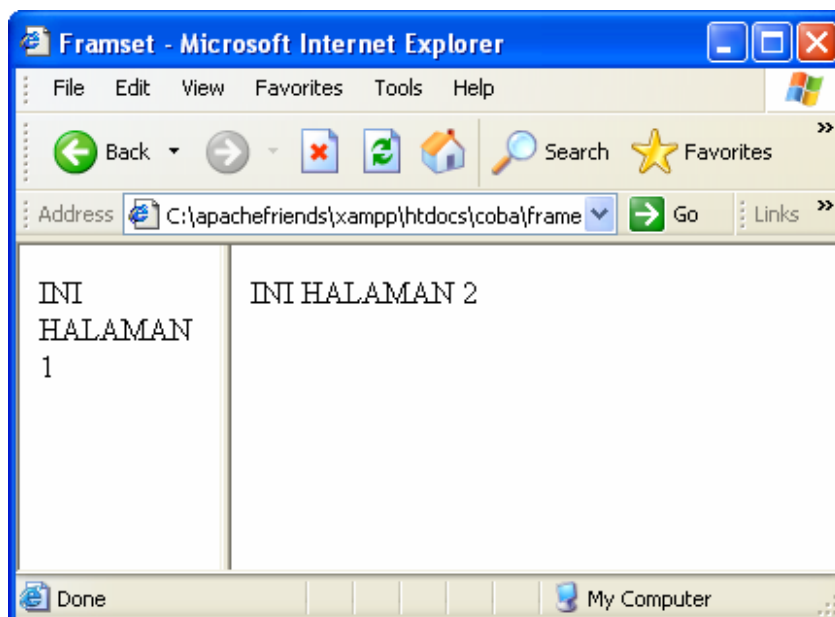 Framset - Microsoft Internet Explorer
File Edit View Favorites Tools Help
Back Search Favorites »
Address C:\apachefriends\xampp\htdocs\coba\frame Go Links »
INI
HALAMAN
1
INI HALAMAN 2
Done My Computer